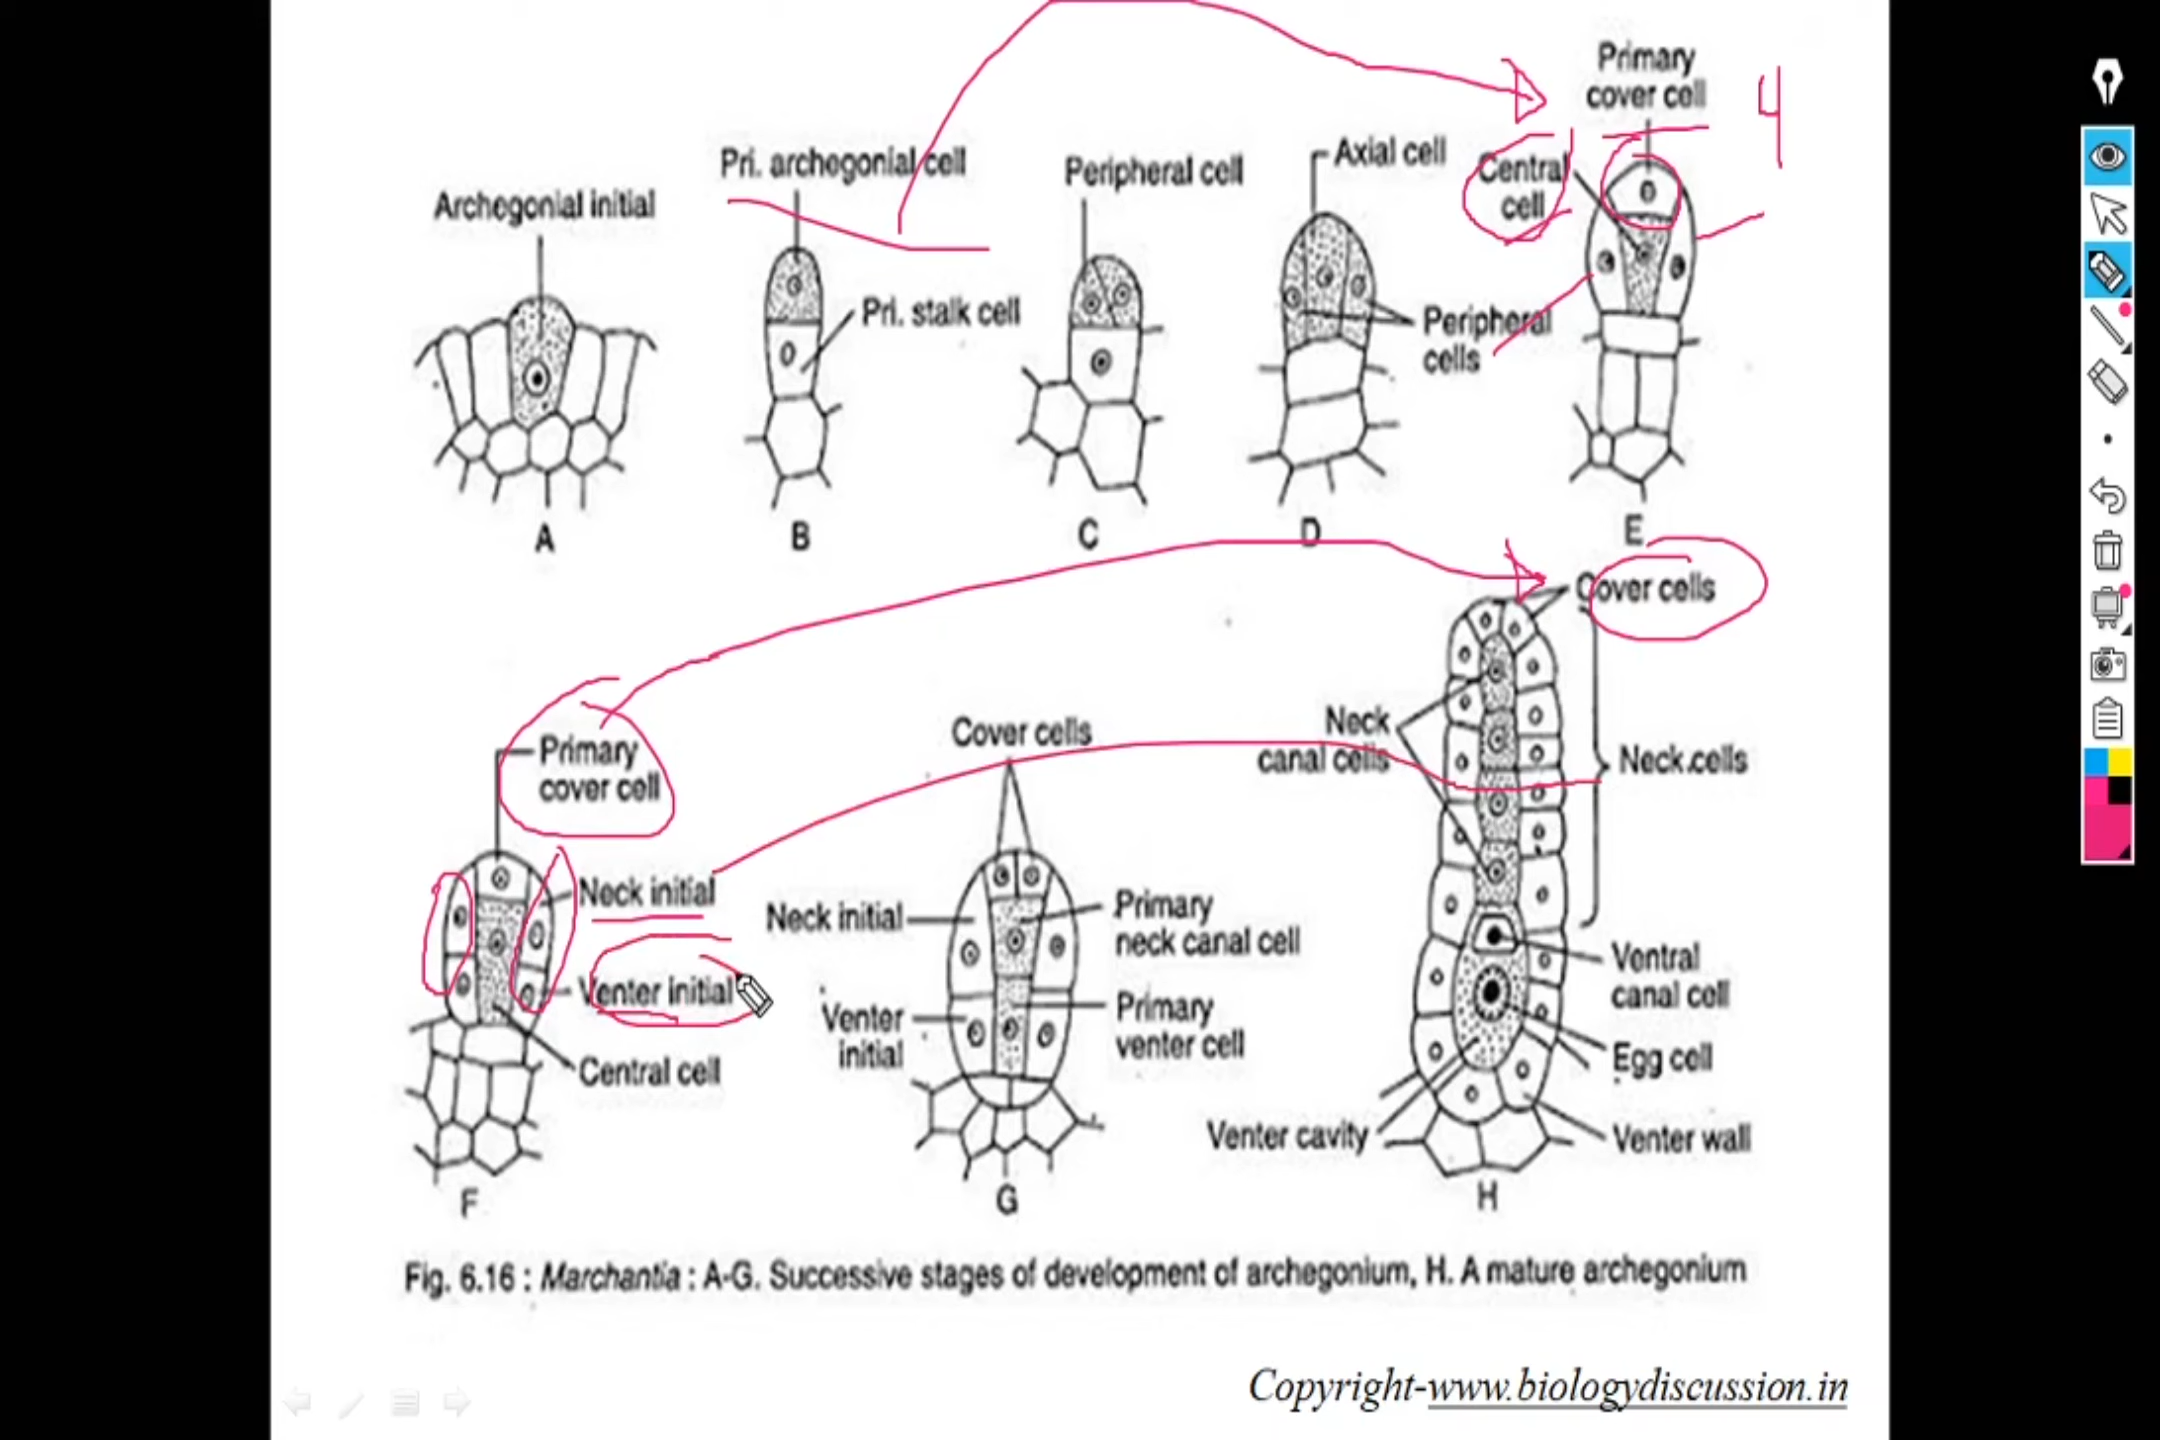 Primary
cover cell
4
Pri. archegonial cell
Peripheral cell
Axial cell
Central
cell
Archegonial initial
Pri. stalk cell
Peripheral
cells
A
B
C
D
E
Cover cells
Primary
cover cell
Cover cells
Neck
canal cells
Neck cells
Neck initial
Neck initial
Primary
neck canal cell
Ventral
canal cell
Venter initial
Venter
initial
Primary
venter cell
Central cell
Egg cell
Venter cavity
Venter wall
F
G
H
Fig. 6.16 : Marchantia : A-G. Successive stages of development of archegonium, H. A mature archegonium
Copyright-www.biologydiscussion.in